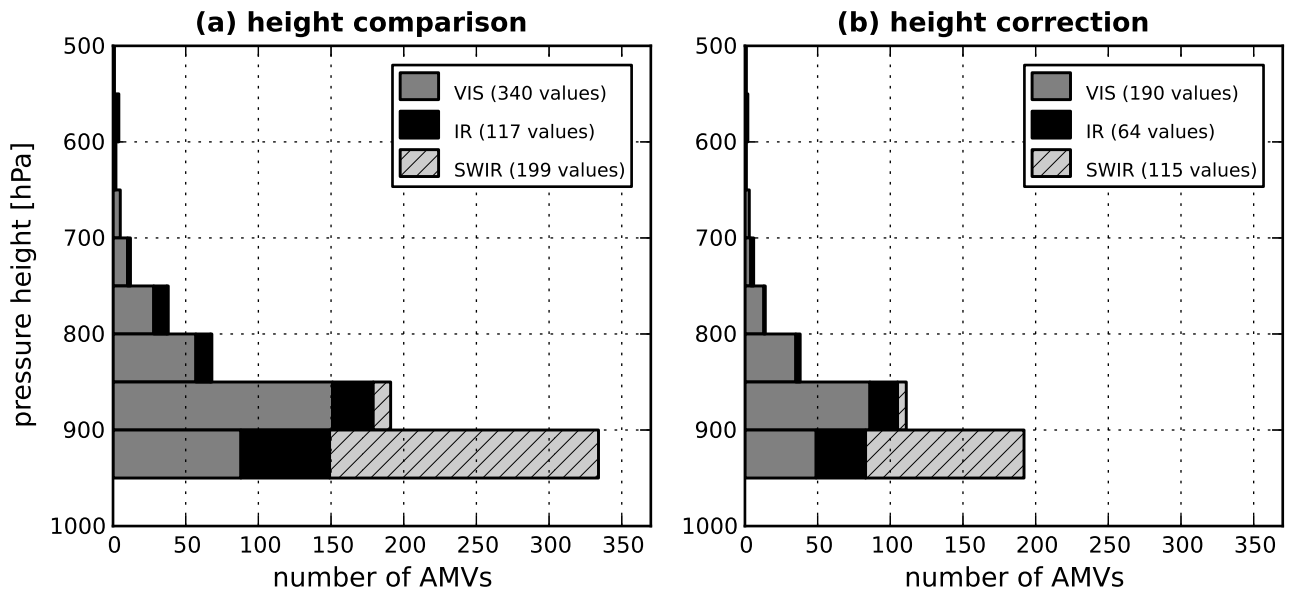 (a) height comparison
pressure height [hPa]
500
600
700
800
900
1000
VIS (340 values)
IR (117 values)
SWIR (199 values)
0 50 100 150 200 250 300 350
number of AMVs
(b) height correction
500
600
700
800
900
1000
VIS (190 values)
IR (64 values)
SWIR (115 values)
0 50 100 150 200 250 300 350
number of AMVs